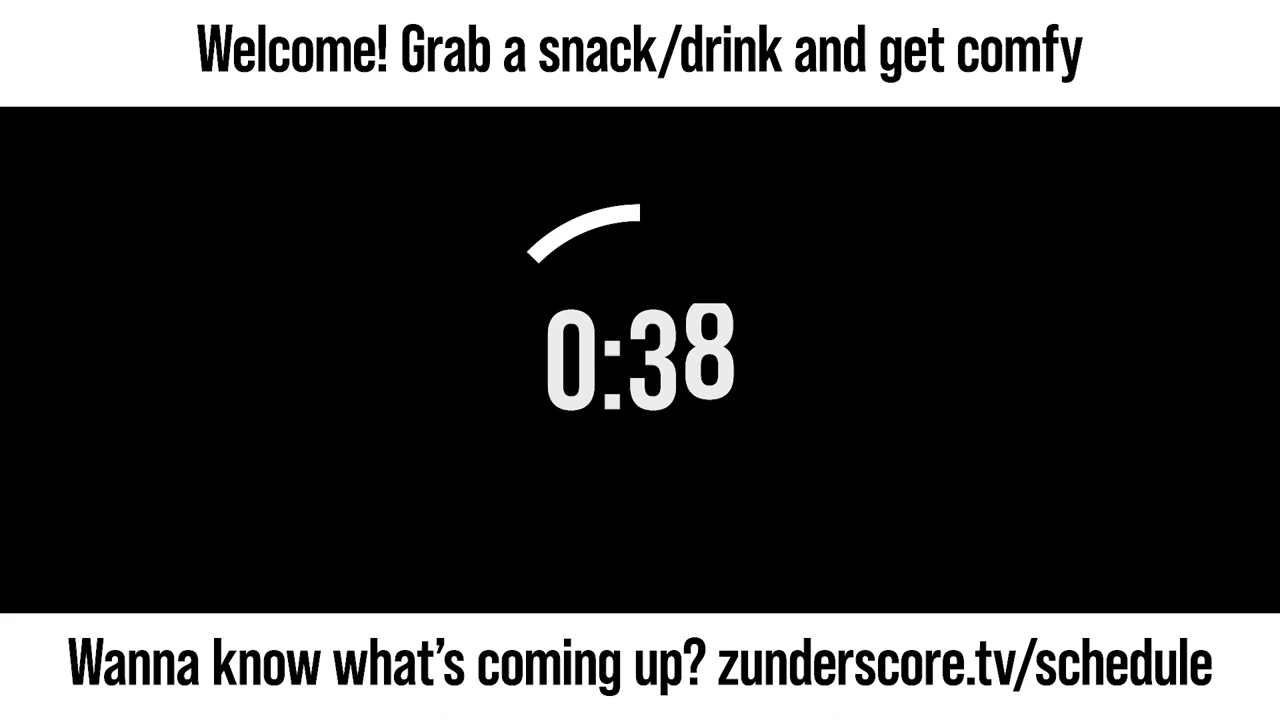 Welcome! Grab a snack/drink and get comfy
0:38
Wanna know what's coming up? zunderscore.tv/schedule